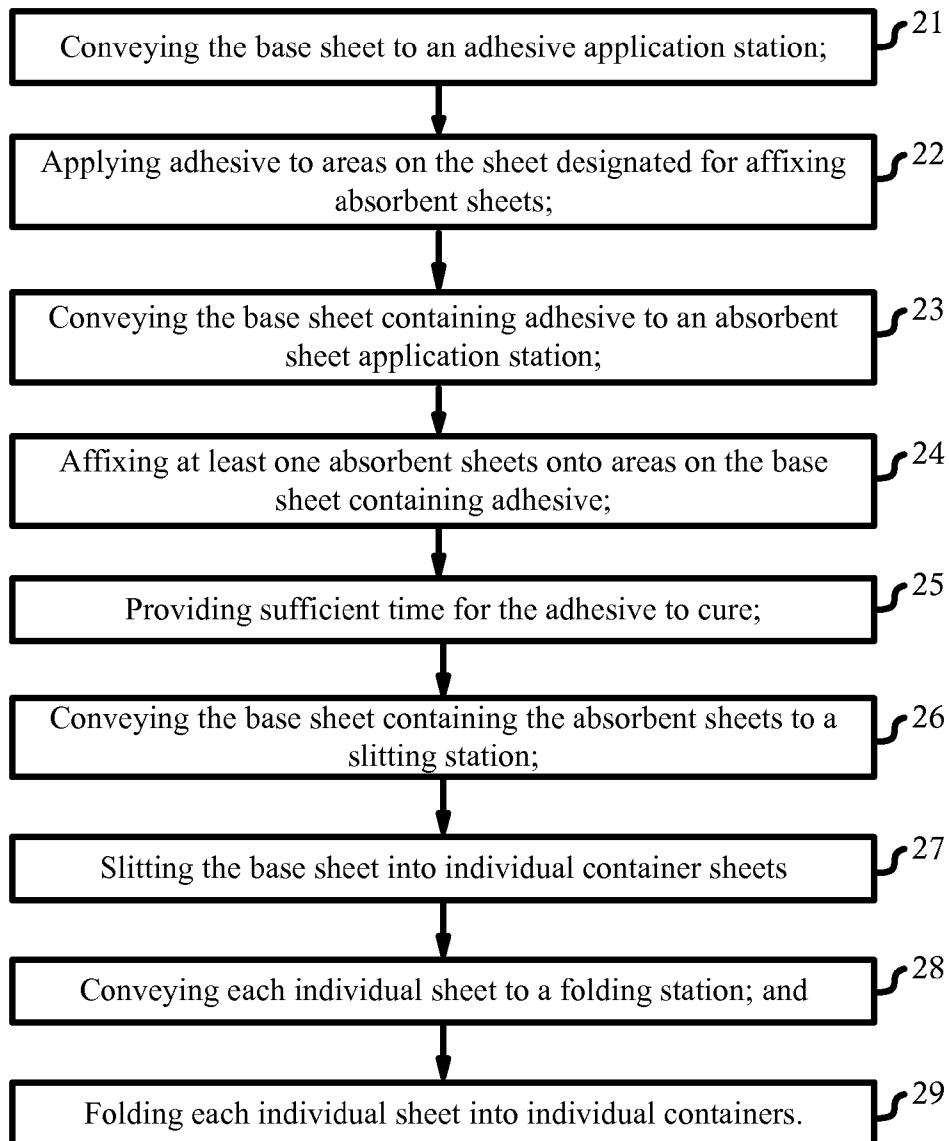 21
Conveying the base sheet to an adhesive application station;
22
Applying adhesive to areas on the sheet designated for affixing
absorbent sheets;
23
Conveying the base sheet containing adhesive to an absorbent
sheet application station;
24
Affixing at least one absorbent sheets onto areas on the base
sheet containing adhesive;
25
Providing sufficient time for the adhesive to cure;
26
Conveying the base sheet containing the absorbent sheets to a
slitting station;
27
Slitting the base sheet into individual container sheets
28
Conveying each individual sheet to a folding station; and
29
Folding each individual sheet into individual containers.